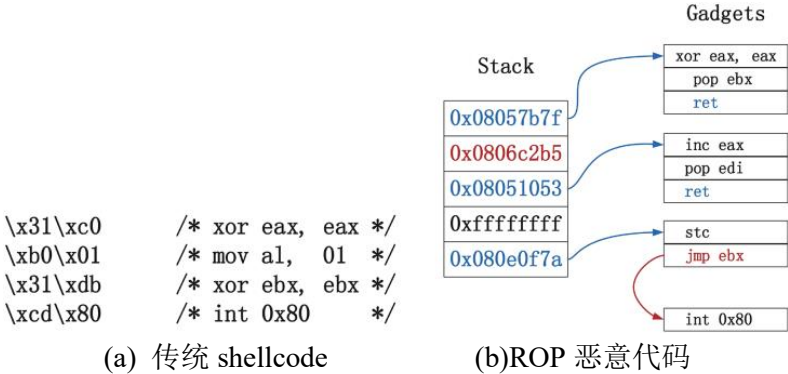 \x31\xc0 /* xor eax, eax */
\xb0\x01 /* mov al, 01 */
\x31\xdb /* xor ebx, ebx */
\xcd\x80 /* int 0x80 */
(a) 传统 shellcode
Stack
0x08057b7f
0x0806c2b5
0x08051053
0xffffffff
0x080e0f7a
Gadgets
xor eax, eax
pop ebx
ret
inc eax
pop edi
ret
stc
jmp ebx
int 0x80
(b)ROP 恶意代码